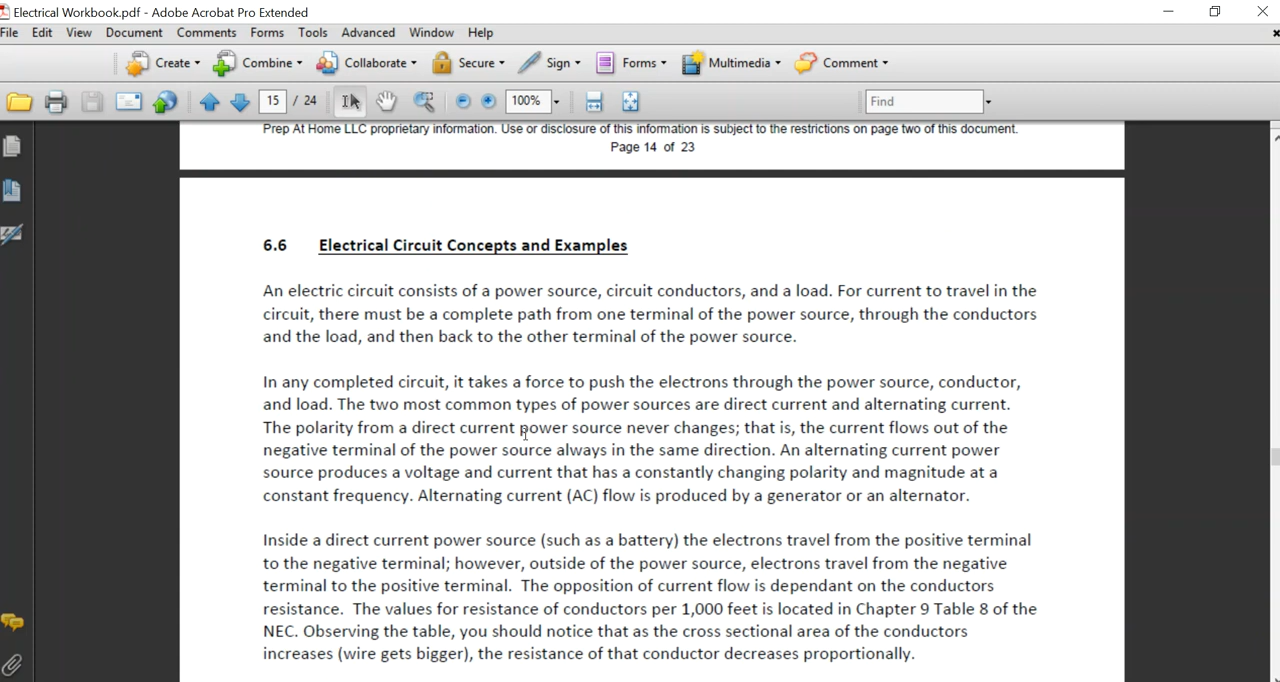 Electrical Workbook.pdf - Adobe Acrobat Pro Extended
File Edit View Document Comments Forms Tools Advanced Window Help
Create Combine Collaborate Secure Sign Forms Multimedia Comment
15 / 24 100% Find
Prep At Home LLC proprietary information. Use or disclosure of this information is subject to the restrictions on page two of this document.
Page 14 of 23
6.6 Electrical Circuit Concepts and Examples
An electric circuit consists of a power source, circuit conductors, and a load. For current to travel in the
circuit, there must be a complete path from one terminal of the power source, through the conductors
and the load, and then back to the other terminal of the power source.
In any completed circuit, it takes a force to push the electrons through the power source, conductor,
and load. The two most common types of power sources are direct current and alternating current.
The polarity from a direct current power source never changes; that is, the current flows out of the
negative terminal of the power source always in the same direction. An alternating current power
source produces a voltage and current that has a constantly changing polarity and magnitude at a
constant frequency. Alternating current (AC) flow is produced by a generator or an alternator.
Inside a direct current power source (such as a battery) the electrons travel from the positive terminal
to the negative terminal; however, outside of the power source, electrons travel from the negative
terminal to the positive terminal. The opposition of current flow is dependant on the conductors
resistance. The values for resistance of conductors per 1,000 feet is located in Chapter 9 Table 8 of the
NEC. Observing the table, you should notice that as the cross sectional area of the conductors
increases (wire gets bigger), the resistance of that conductor decreases proportionally.